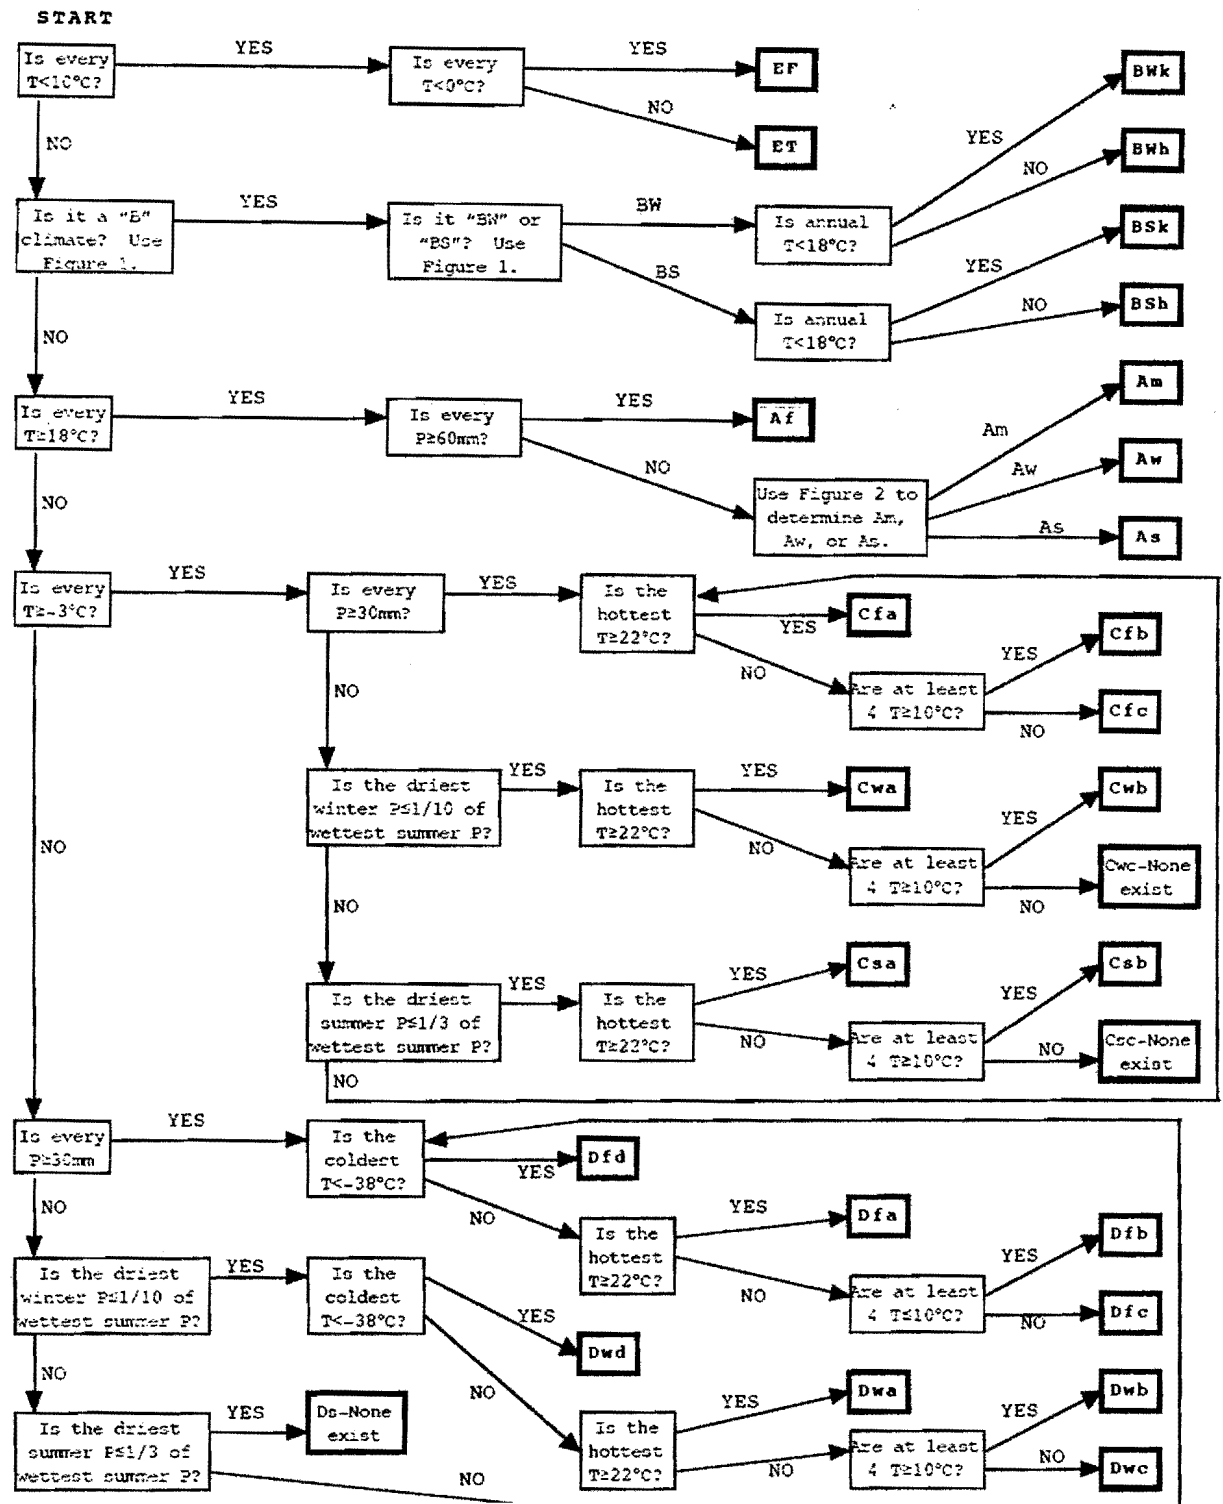 START
Is every
T<10°C?
YES
Is every
T<0°C?
YES
EF
NO
ET
NO
Is it a "B"
climate? Use
Figure 1.
YES
Is it "BW" or
"BS"? Use
Figure 1.
BW
Is annual
T<18°C?
YES
BWk
NO
BWh
BS
Is annual
T<18°C?
YES
BSk
NO
BSh
NO
Is every
T≥18°C?
YES
Is every
P≥60mm?
YES
Af
NO
Use Figure 2 to
determine Am,
Aw, or As.
Am
Am
Aw
Aw
As
As
NO
Is every
T≥-3°C?
YES
Is every
P≥30mm?
YES
Is the
hottest
T≥22°C?
YES
Cfa
NO
Are at least
4 T≥10°C?
YES
Cfb
NO
Cfc
NO
Is the driest
winter P≤1/10 of
wettest summer P?
YES
Is the
hottest
T≥22°C?
YES
Cwa
NO
Are at least
4 T≥10°C?
YES
Cwb
NO
Cwc-None
exist
NO
Is the driest
summer P≤1/3 of
wettest summer P?
YES
Is the
hottest
T≥22°C?
YES
Csa
NO
Are at least
4 T≥10°C?
YES
Csb
NO
Csc-None
exist
NO
NO
Is every
P≥30mm
YES
Is the
coldest
T<-38°C?
YES
Dfd
NO
Is the
hottest
T≥22°C?
YES
Dfa
NO
Are at least
4 T≤10°C?
YES
Dfb
NO
Dfc
NO
Is the driest
winter P≤1/10 of
wettest summer P?
YES
Is the
coldest
T<-38°C?
YES
Dwd
NO
Is the
hottest
T≥22°C?
YES
Dwa
NO
Are at least
4 T≥10°C?
YES
Dwb
NO
Dwc
NO
Is the driest
summer P≤1/3 of
wettest summer P?
YES
Ds-None
exist
NO